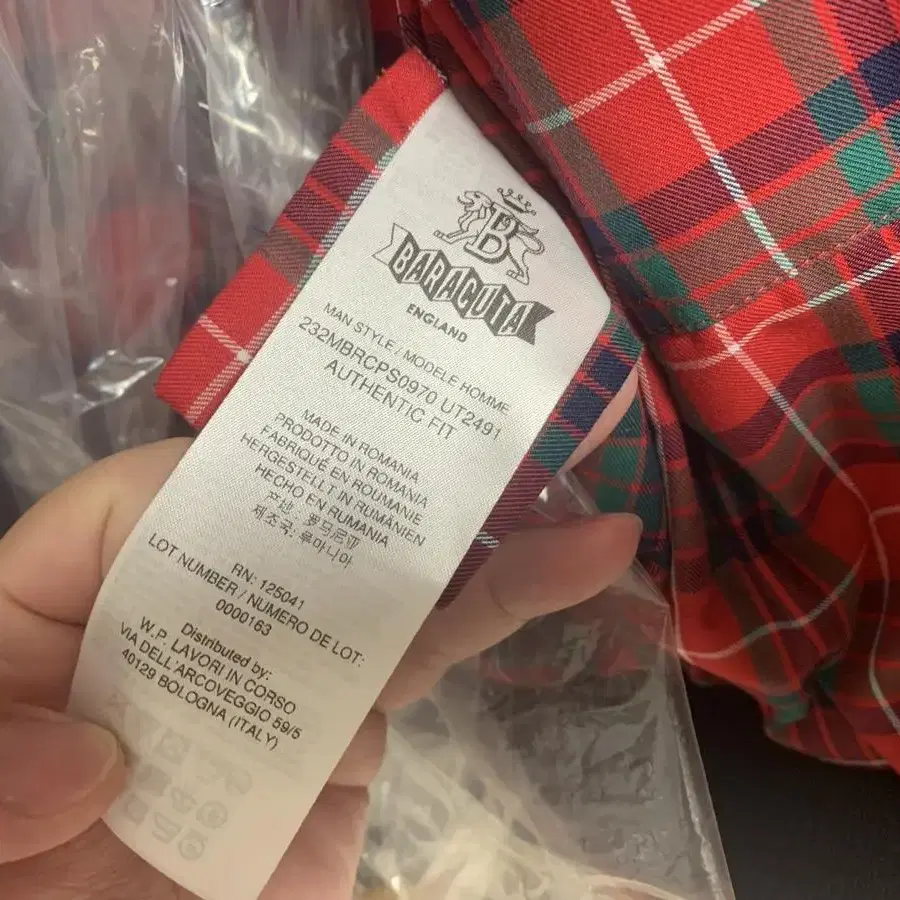 B
BARACUTA
ENGLAND
MAN STYLE / MODELE HOMME
232MBRCPS0970 UT2491
AUTHENTIC FIT
MADE IN ROMANIA
PRODOTTO IN ROMANIA
FABRIQUÉ EN ROUMANIE
HERGESTELLT IN RUMÄNIEN
HECHO EN RUMANIA
产地: 罗马尼亚
제조국: 루마니아
RN: 125041
LOT NUMBER / NUMERO DE LOT:
0000163
Distributed by:
W.P. LAVORI IN CORSO
VIA DELL'ARCOVEGGIO 59/5
40129 BOLOGNA (ITALY)